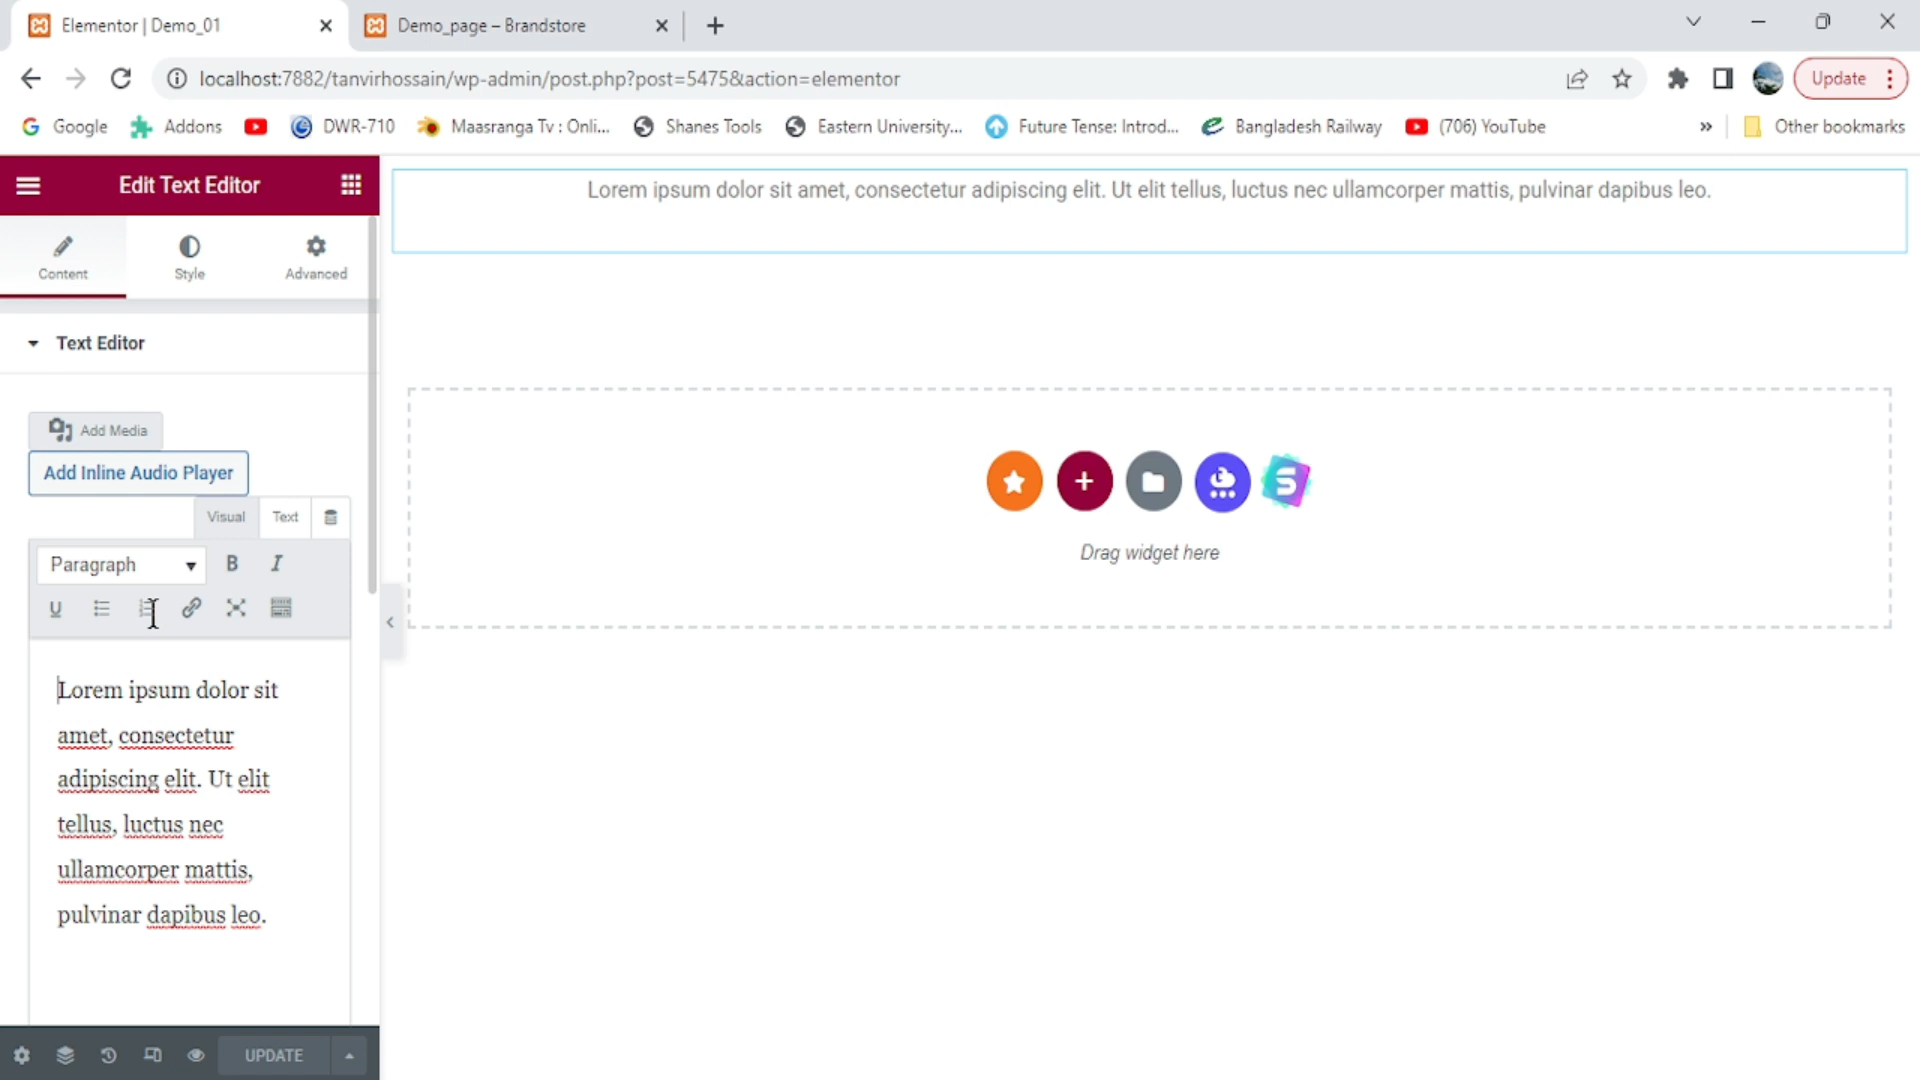 Elementor | Demo_01
Demo_page – Brandstore
localhost:7882/tanvirhossain/wp-admin/post.php?post=5475&action=elementor
Update
Google
Addons
DWR-710
Maasranga Tv : Onli...
Shanes Tools
Eastern University,...
Future Tense: Introd...
Bangladesh Railway
(706) YouTube
»
Other bookmarks
Edit Text Editor
Content
Style
Advanced
Text Editor
Add Media
Add Inline Audio Player
Visual
Text
Paragraph
B
I
U
Lorem ipsum dolor sit
amet, consectetur
adipiscing elit. Ut elit
tellus, luctus nec
ullamcorper mattis,
pulvinar dapibus leo.
UPDATE
Lorem ipsum dolor sit amet, consectetur adipiscing elit. Ut elit tellus, luctus nec ullamcorper mattis, pulvinar dapibus leo.
Drag widget here